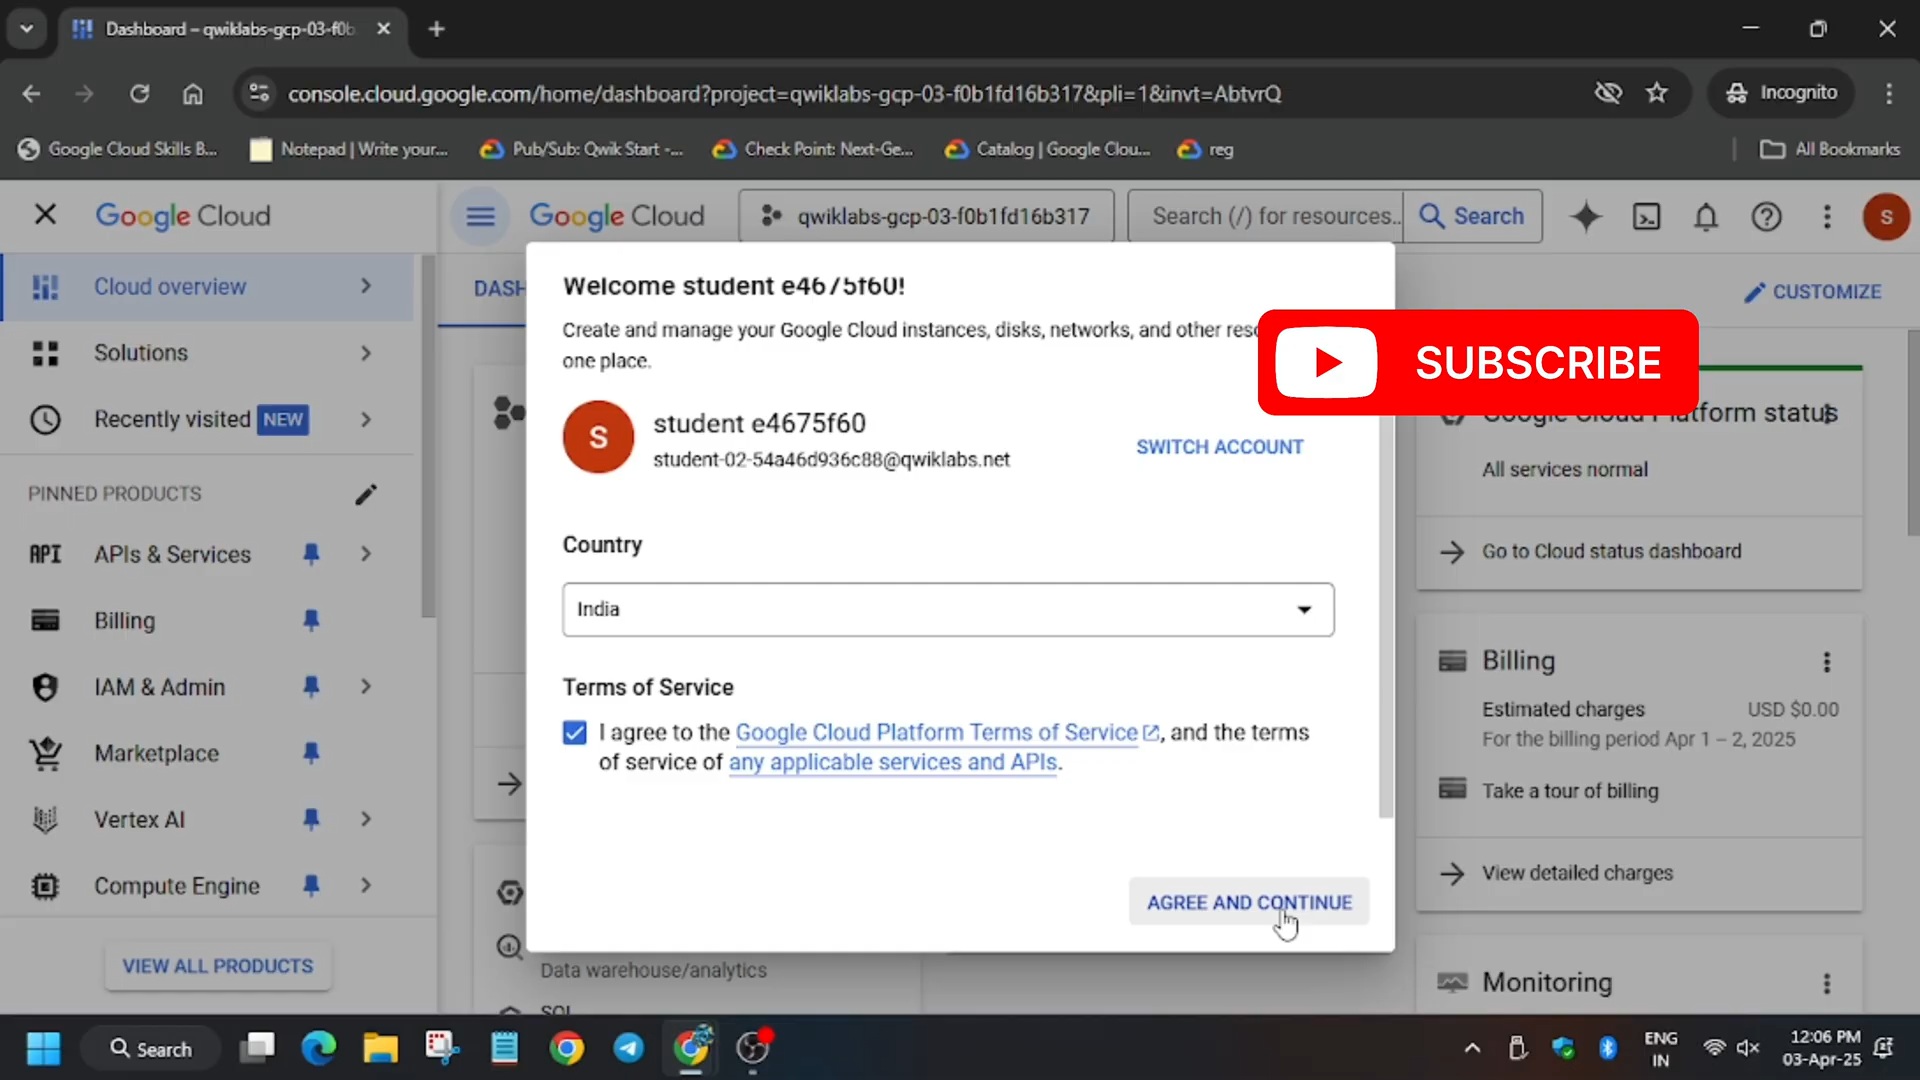 Dashboard – qwiklabs-gcp-03-f0b
console.cloud.google.com/home/dashboard?project=qwiklabs-gcp-03-f0b1fd16b317&pli=1&invt=AbtvrQ
Incognito
Google Cloud Skills B...
Notepad | Write your...
Pub/Sub: Qwik Start -...
Check Point: Next-Ge...
Catalog | Google Clou...
reg
All Bookmarks
Google Cloud
Google Cloud
qwiklabs-gcp-03-f0b1fd16b317
Search (/) for resources..
Search
S
Cloud overview
Solutions
Recently visited NEW
PINNED PRODUCTS
API APIs & Services
Billing
IAM & Admin
Marketplace
Vertex AI
Compute Engine
VIEW ALL PRODUCTS
DASH
CUSTOMIZE
Welcome student e4675f60!
Create and manage your Google Cloud instances, disks, networks, and other reso
one place.
SUBSCRIBE
S
student e4675f60
student-02-54a46d936c88@qwiklabs.net
SWITCH ACCOUNT
Country
India
Terms of Service
I agree to the Google Cloud Platform Terms of Service, and the terms
of service of any applicable services and APIs.
AGREE AND CONTINUE
Data warehouse/analytics
SQL
Google Cloud Platform status
All services normal
Go to Cloud status dashboard
Billing
Estimated charges USD $0.00
For the billing period Apr 1 – 2, 2025
Take a tour of billing
View detailed charges
Monitoring
Search
ENG
IN
12:06 PM
03-Apr-25